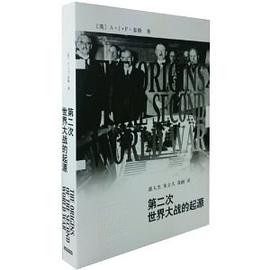 [英] A·J·P·泰勒 著
ORIGINS
THE SECOND
WORLD WAR
潘人杰 朱立人 黄鹂 译
第二次
世界大战的起源
第二次
世界大战的起源
THE ORIGINS
OF THE SECOND
WORLD WAR